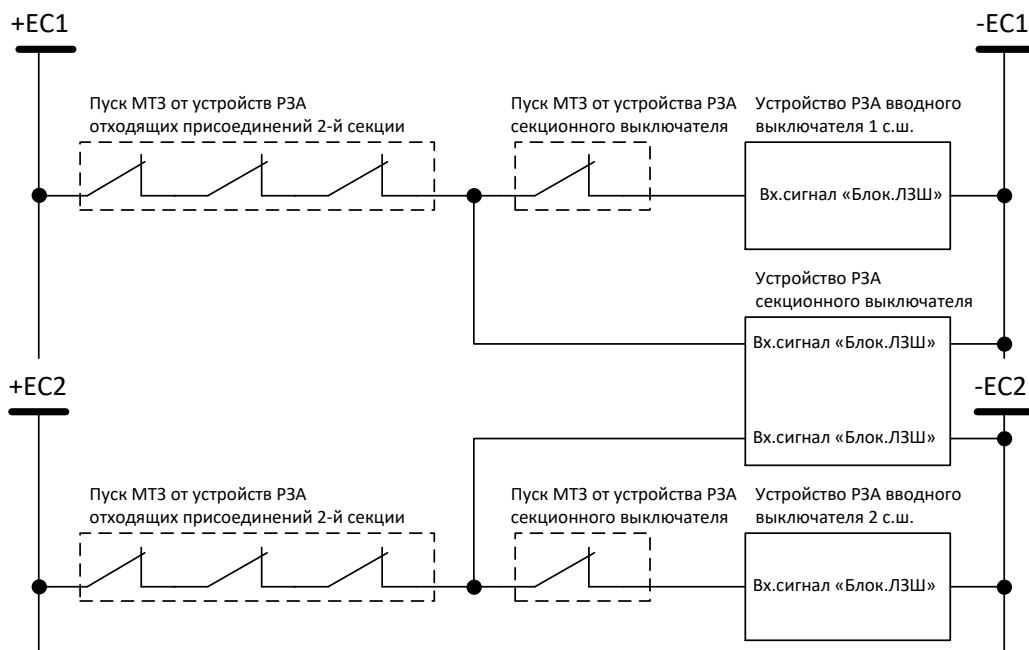 +ЕС1
-ЕС1
Пуск МТЗ от устройств РЗА
отходящих присоединений 2-й секции
Пуск МТЗ от устройства РЗА
секционного выключателя
Устройство РЗА вводного
выключателя 1 с.ш.
Вх.сигнал «Блок.ЛЗШ»
Устройство РЗА
секционного выключателя
Вх.сигнал «Блок.ЛЗШ»
+ЕС2
-ЕС2
Вх.сигнал «Блок.ЛЗШ»
Пуск МТЗ от устройств РЗА
отходящих присоединений 2-й секции
Пуск МТЗ от устройства РЗА
секционного выключателя
Устройство РЗА вводного
выключателя 2 с.ш.
Вх.сигнал «Блок.ЛЗШ»